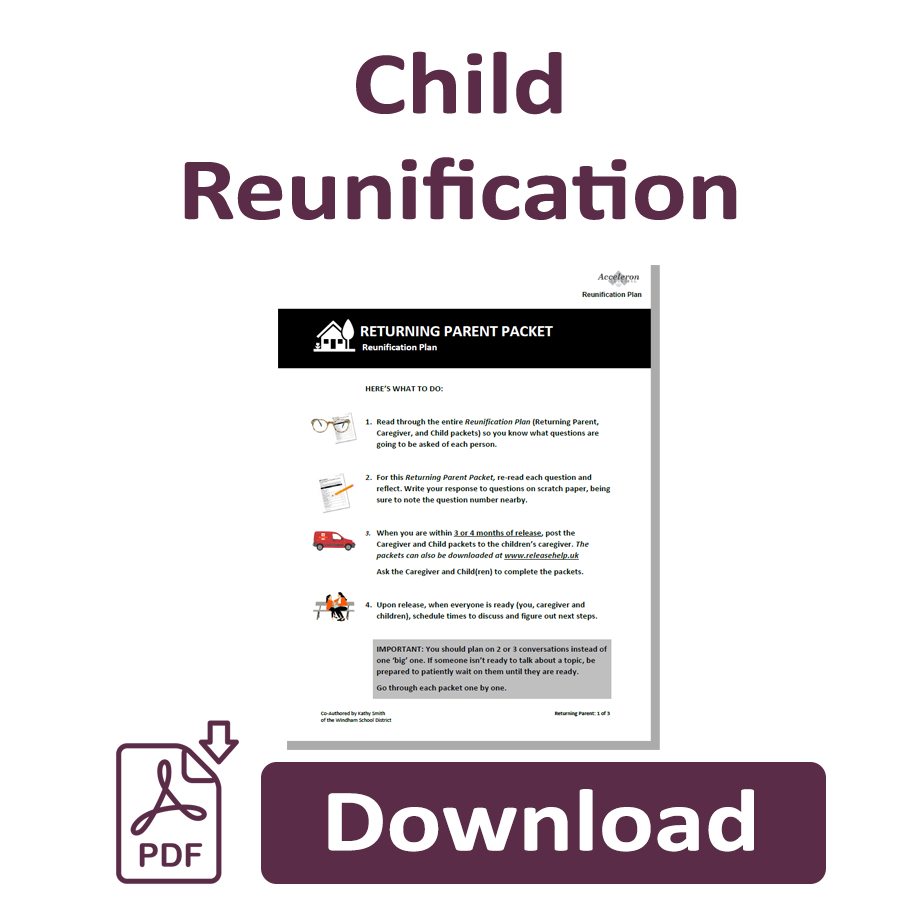 Child
Reunification
Acceleron
Reunification Plan
RETURNING PARENT PACKET
Reunification Plan
HERE'S WHAT TO DO:
1. Read through the entire Reunification Plan (Returning Parent,
Caregiver, and Child packets) so you know what questions are
going to be asked of each person.
2. For this Returning Parent Packet, re-read each question and
reflect. Write your response to questions on scratch paper, being
sure to note the question number nearby.
3. When you are within 3 or 4 months of release, post the
Caregiver and Child packets to the children's caregiver. The
packets can also be downloaded at www.releasehelp.uk
Ask the Caregiver and Child(ren) to complete the packets.
4. Upon release, when everyone is ready (you, caregiver and
children), schedule times to discuss and figure out next steps.
IMPORTANT: You should plan on 2 or 3 conversations instead of
one 'big' one. If someone isn't ready to talk about a topic, be
prepared to patiently wait on them until they are ready.
Go through each packet one by one.
Co-Authored by Kathy Smith
of the Windham School District
Returning Parent: 1 of 3
PDF
Download